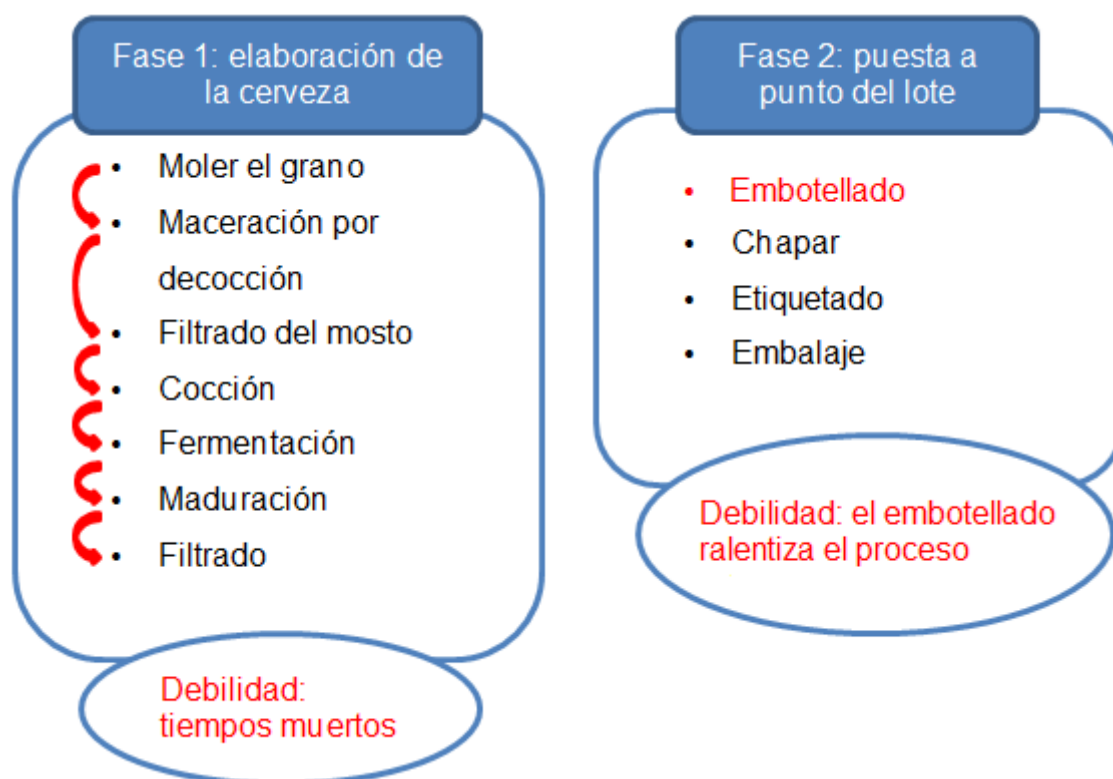 Fase 1: elaboración de
la cerveza
• Moler el grano
• Maceración por
decocción
• Filtrado del mosto
• Cocción
• Fermentación
• Maduración
• Filtrado
Debilidad:
tiempos muertos
Fase 2: puesta a
punto del lote
• Embotellado
• Chapar
• Etiquetado
• Embalaje
Debilidad: el embotellado
ralentiza el proceso